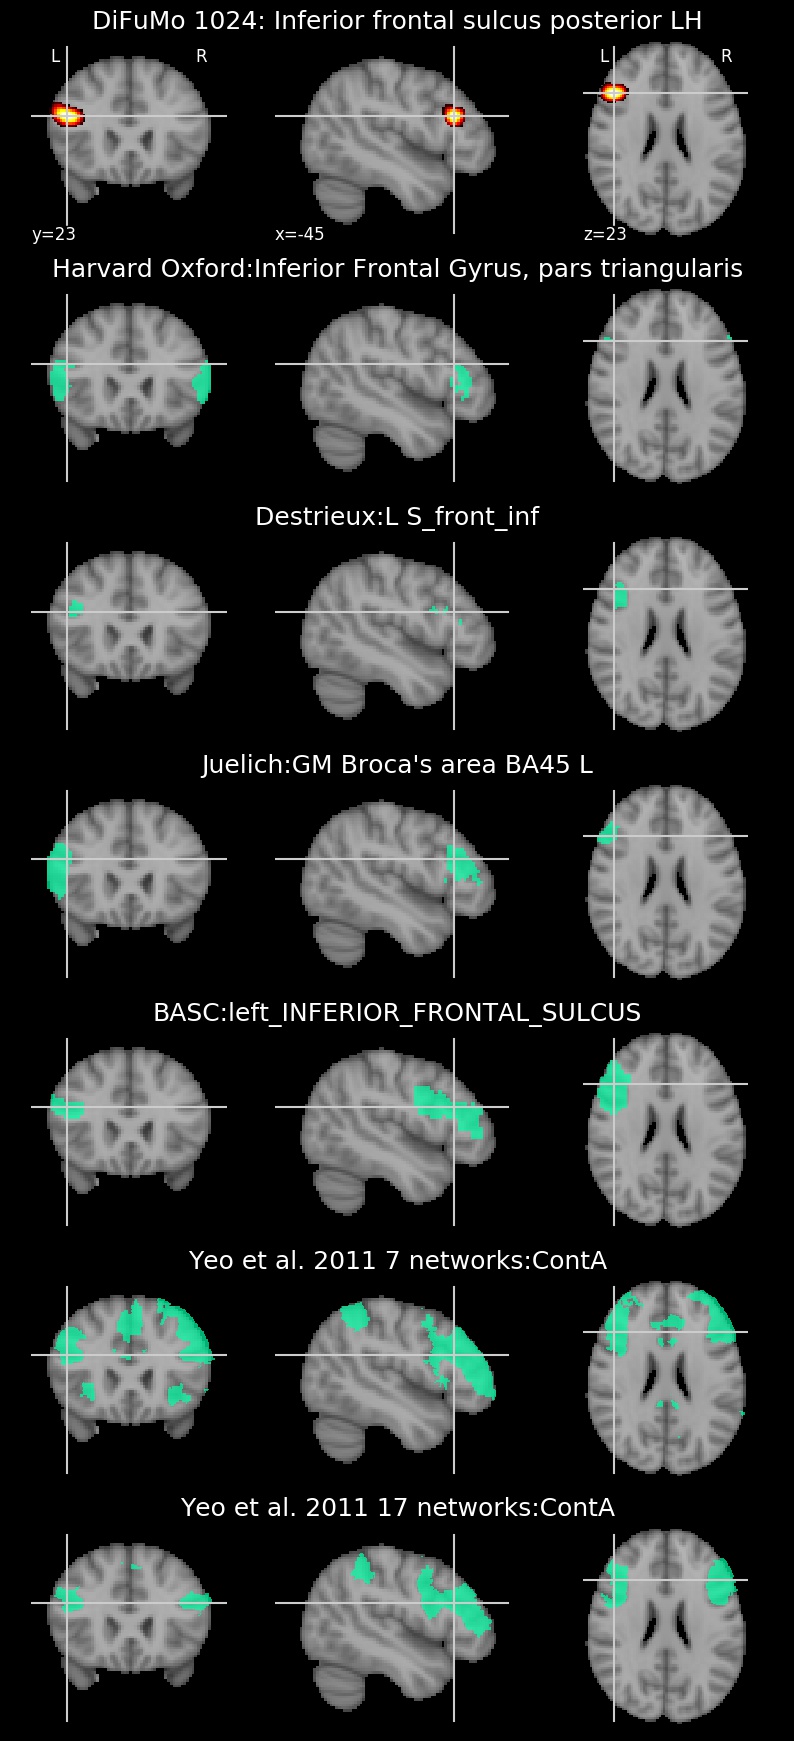 DiFuMo 1024: Inferior frontal sulcus posterior LH
L R L R
y=23 x=-45 z=23
Harvard Oxford:Inferior Frontal Gyrus, pars triangularis
Destrieux:L S_front_inf
Juelich:GM Broca's area BA45 L
BASC:left_INFERIOR_FRONTAL_SULCUS
Yeo et al. 2011 7 networks:ContA
Yeo et al. 2011 17 networks:ContA